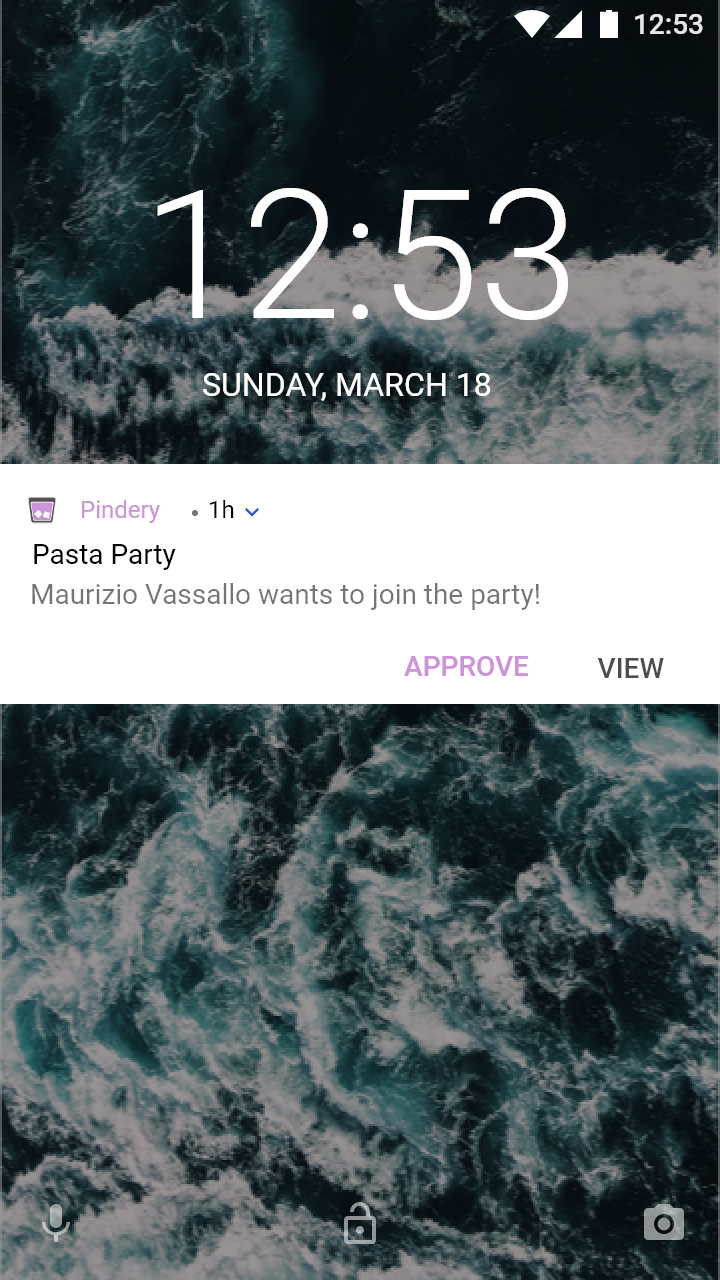 12:53
12:53
SUNDAY, MARCH 18
Pindery • 1h
Pasta Party
Maurizio Vassallo wants to join the party!
APPROVE VIEW